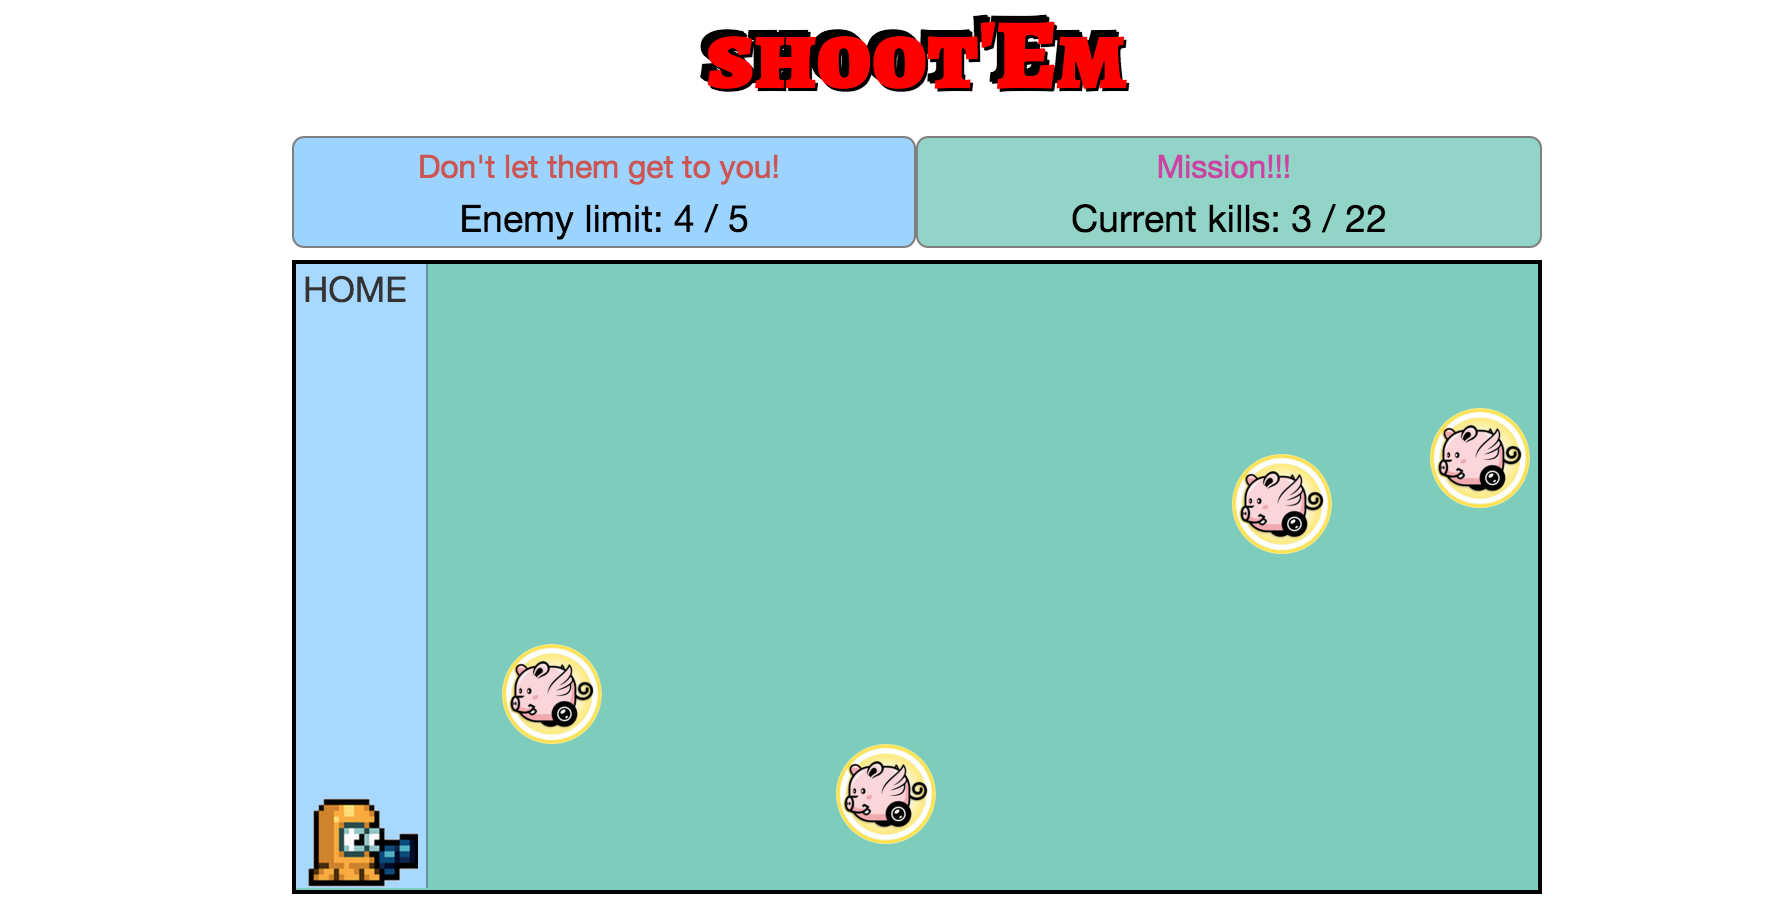 SHOOT'EM
Don't let them get to you!
Enemy limit: 4 / 5
Mission!!!
Current kills: 3 / 22
HOME